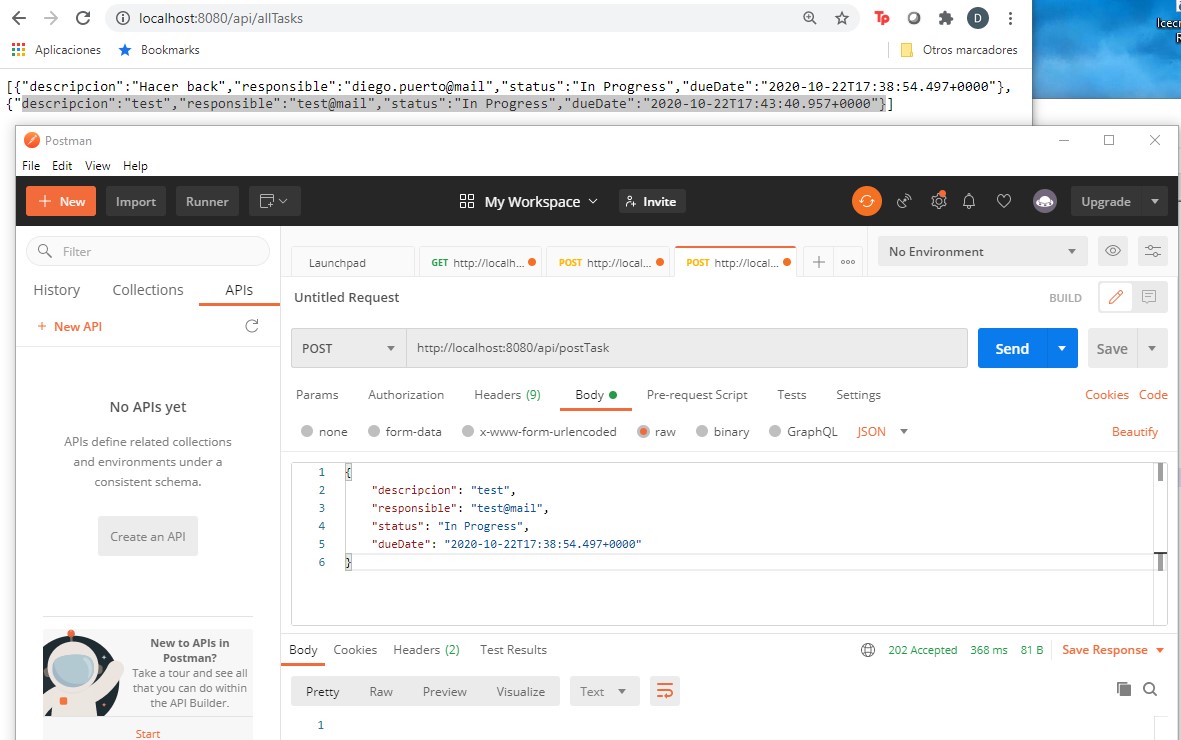 localhost:8080/api/allTasks
D
Aplicaciones
Bookmarks
Otros marcadores
[{"descripcion":"Hacer back","responsible":"diego.puerto@mail","status":"In Progress","dueDate":"2020-10-22T17:38:54.497+0000"},
{"descripcion":"test","responsible":"test@mail","status":"In Progress","dueDate":"2020-10-22T17:43:40.957+0000"}]
Postman
File Edit View Help
New Import Runner My Workspace Invite Upgrade
Filter
Launchpad GET http://localh... POST http://local... POST http://local... No Environment
History Collections APIs
Untitled Request BUILD
+ New API
POST http://localhost:8080/api/postTask Send Save
Params Authorization Headers (9) Body Pre-request Script Tests Settings Cookies Code
none form-data x-www-form-urlencoded raw binary GraphQL JSON Beautify
No APIs yet
APIs define related collections
and environments under a
consistent schema.
Create an API
1 {
2 "descripcion": "test",
3 "responsible": "test@mail",
4 "status": "In Progress",
5 "dueDate": "2020-10-22T17:38:54.497+0000"
6 }
New to APIs in
Postman?
Take a tour and see all
that you can do within
the API Builder.
Start
Body Cookies Headers (2) Test Results 202 Accepted 368 ms 81 B Save Response
Pretty Raw Preview Visualize Text
1